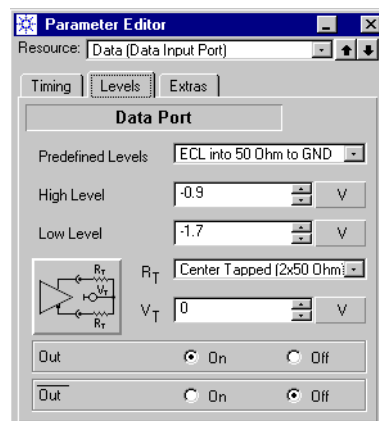 Parameter Editor
Resource: Data (Data Input Port)
Timing Levels Extras
Data Port
Predefined Levels ECL into 50 Ohm to GND
High Level -0.9 V
Low Level -1.7 V
RT VT RT
RT Center Tapped (2x50 Ohm)
VT 0 V
Out On Off
Out On Off